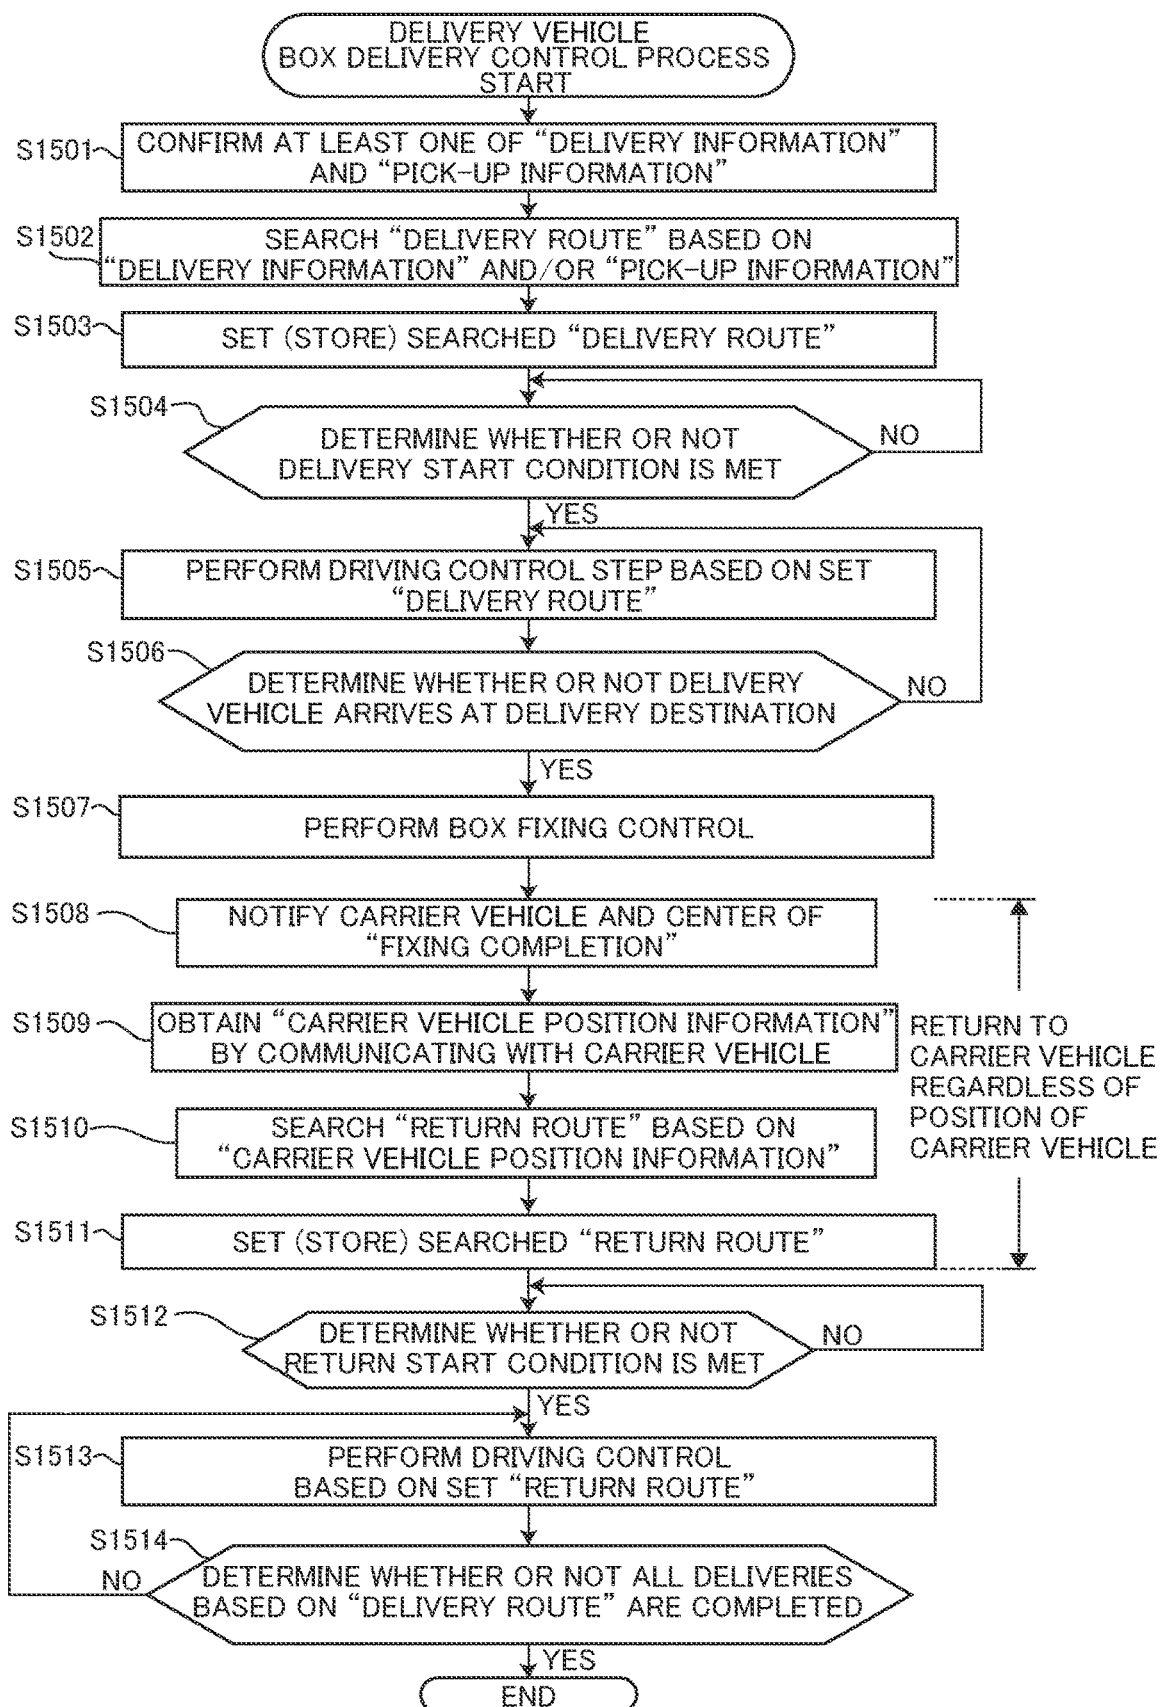 DELIVERY VEHICLE
BOX DELIVERY CONTROL PROCESS
START
S1501
CONFIRM AT LEAST ONE OF “DELIVERY INFORMATION”
AND “PICK-UP INFORMATION”
S1502
SEARCH “DELIVERY ROUTE” BASED ON
“DELIVERY INFORMATION” AND/OR “PICK-UP INFORMATION”
S1503
SET (STORE) SEARCHED “DELIVERY ROUTE”
S1504
DETERMINE WHETHER OR NOT
DELIVERY START CONDITION IS MET
NO
YES
S1505
PERFORM DRIVING CONTROL STEP BASED ON SET
“DELIVERY ROUTE”
S1506
DETERMINE WHETHER OR NOT DELIVERY
VEHICLE ARRIVES AT DELIVERY DESTINATION
NO
YES
S1507
PERFORM BOX FIXING CONTROL
S1508
NOTIFY CARRIER VEHICLE AND CENTER OF
“FIXING COMPLETION”
S1509
OBTAIN “CARRIER VEHICLE POSITION INFORMATION”
BY COMMUNICATING WITH CARRIER VEHICLE
RETURN TO
CARRIER VEHICLE
REGARDLESS OF
POSITION OF
CARRIER VEHICLE
S1510
SEARCH “RETURN ROUTE” BASED ON
“CARRIER VEHICLE POSITION INFORMATION”
S1511
SET (STORE) SEARCHED “RETURN ROUTE”
S1512
DETERMINE WHETHER OR NOT
RETURN START CONDITION IS MET
NO
YES
S1513
PERFORM DRIVING CONTROL
BASED ON SET “RETURN ROUTE”
S1514
DETERMINE WHETHER OR NOT ALL DELIVERIES
BASED ON “DELIVERY ROUTE” ARE COMPLETED
NO
YES
END